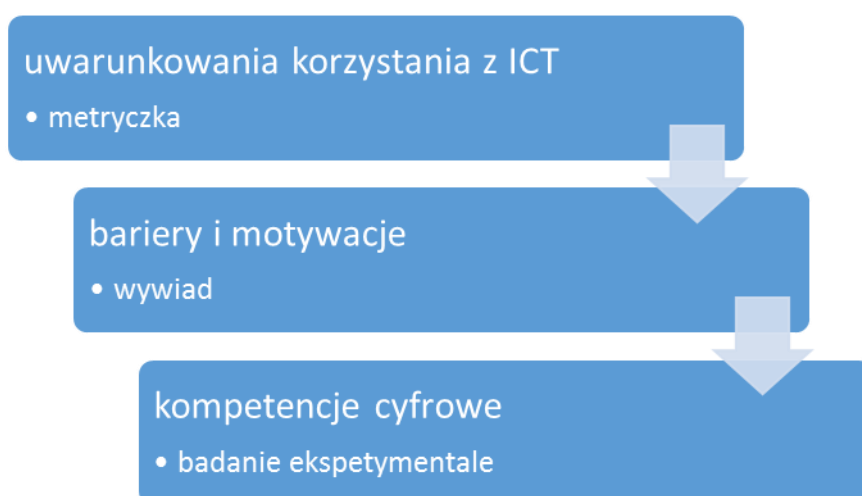 uwarunkowania korzystania z ICT
• metryczka
bariery i motywacje
• wywiad
kompetencje cyfrowe
• badanie ekspetymentale